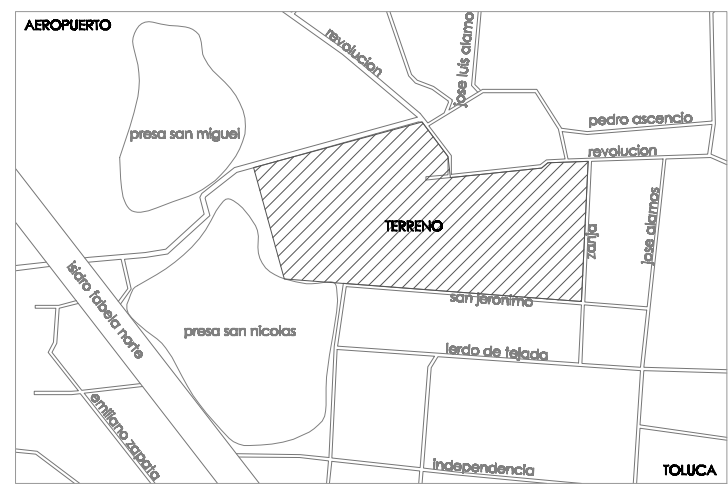 AEROPUERTO
revolucion
jose luis alamo
presa san miguel
pedro ascencio
revolucion
TERRENO
zanja
jose alamos
isidro fabela norte
san jeronimo
presa san nicolas
lerdo de tejada
emiliano zapata
independencia
TOLUCA